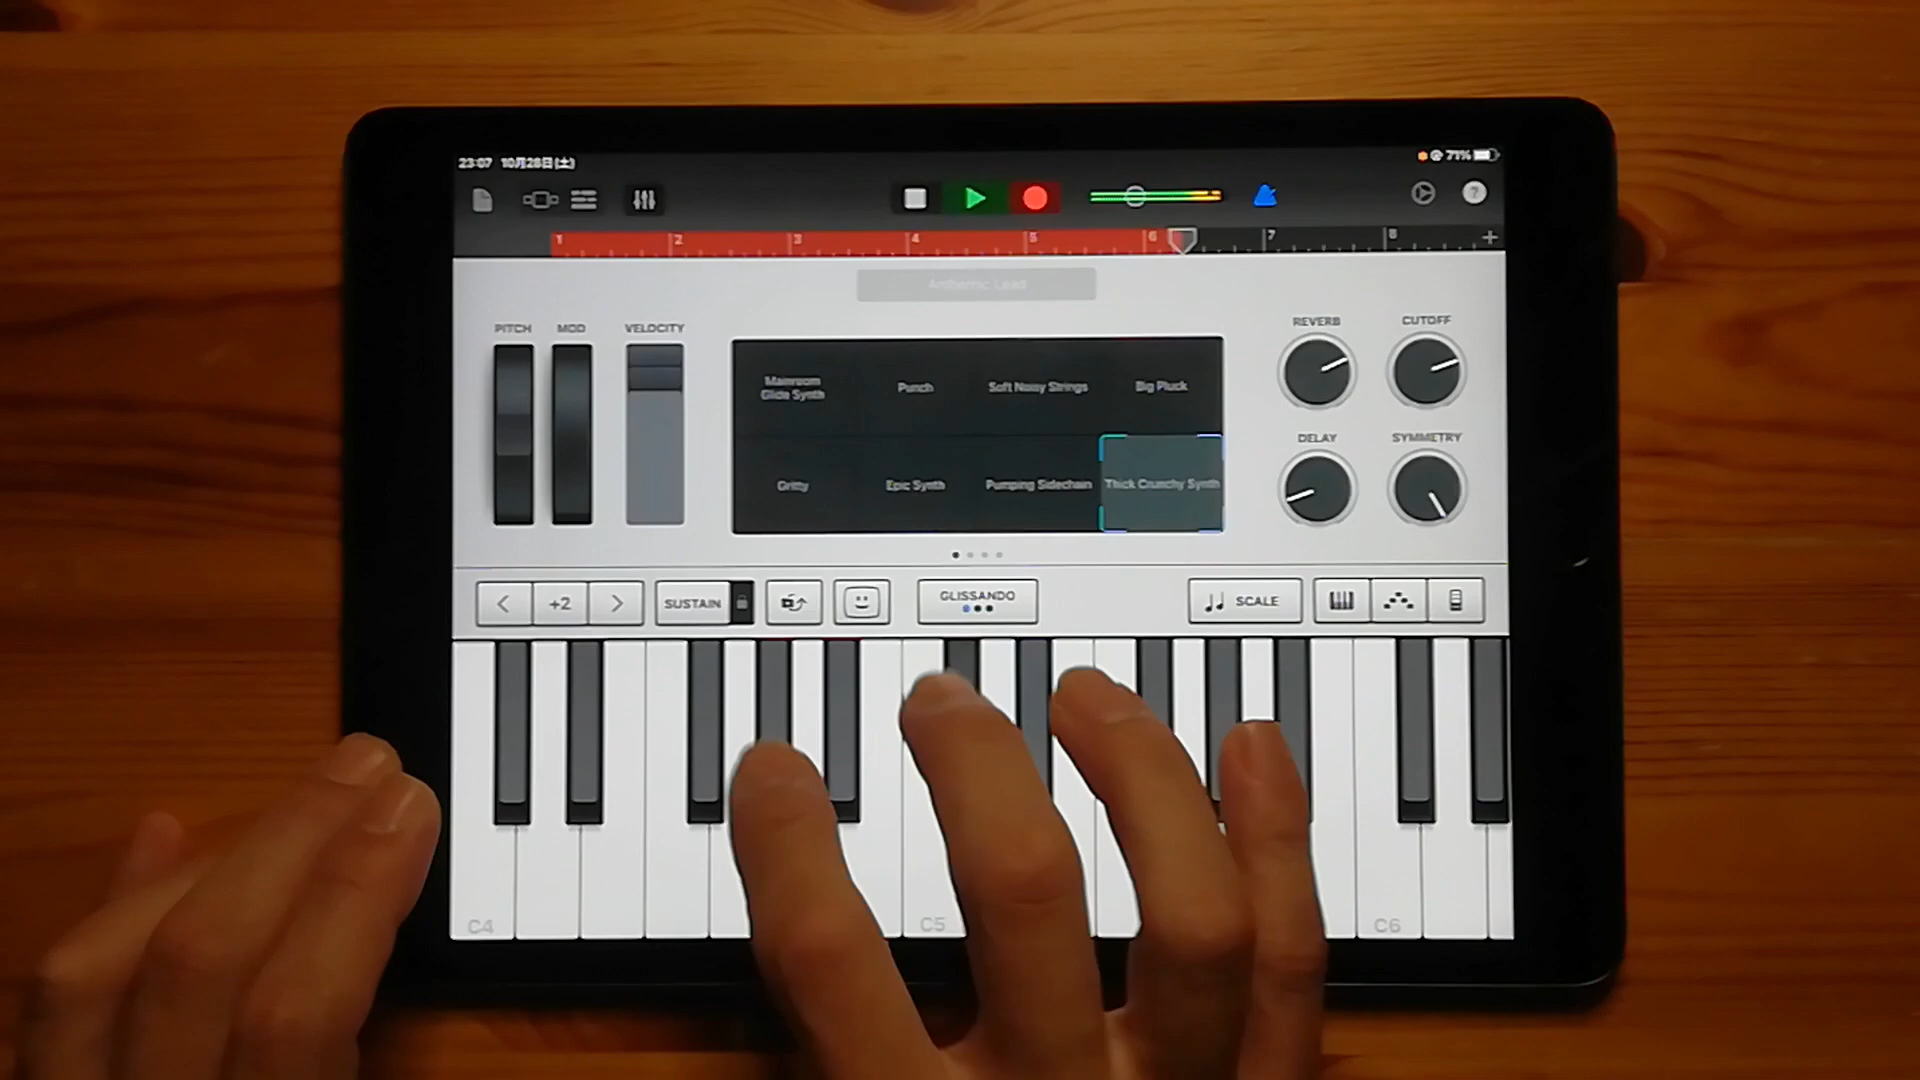 23:07 10月28日(土)
71%
?
1 2 3 4 5 6 7 8 +
Anthemic Lead
PITCH MOD VELOCITY
REVERB CUTOFF
Mainroom
Glide Synth
Punch
Soft Noisy Strings
Big Pluck
DELAY SYMMETRY
Gritty
Epic Synth
Pumping Sidechain
Thick Crunchy Synth
+2
SUSTAIN
GLISSANDO
SCALE
C4 C5 C6